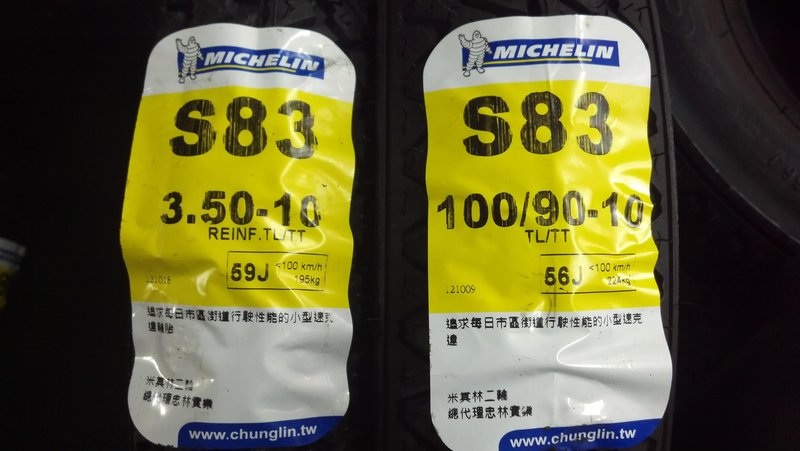 MICHELIN
S83
3.50-10
REINF.TL/TT
59J
<100 km/h
195kg
121018
追求每日市區街道行駛性能的小型速克
達輪胎
米其林二輪
總代理忠林實業
www.chunglin.tw
MICHELIN
S83
100/90-10
TL/TT
56J
<100 km/h
224kg
121009
追求每日市區街道行駛性能的小型速克
達
米其林二輪
總代理忠林實業
www.chunglin.tw